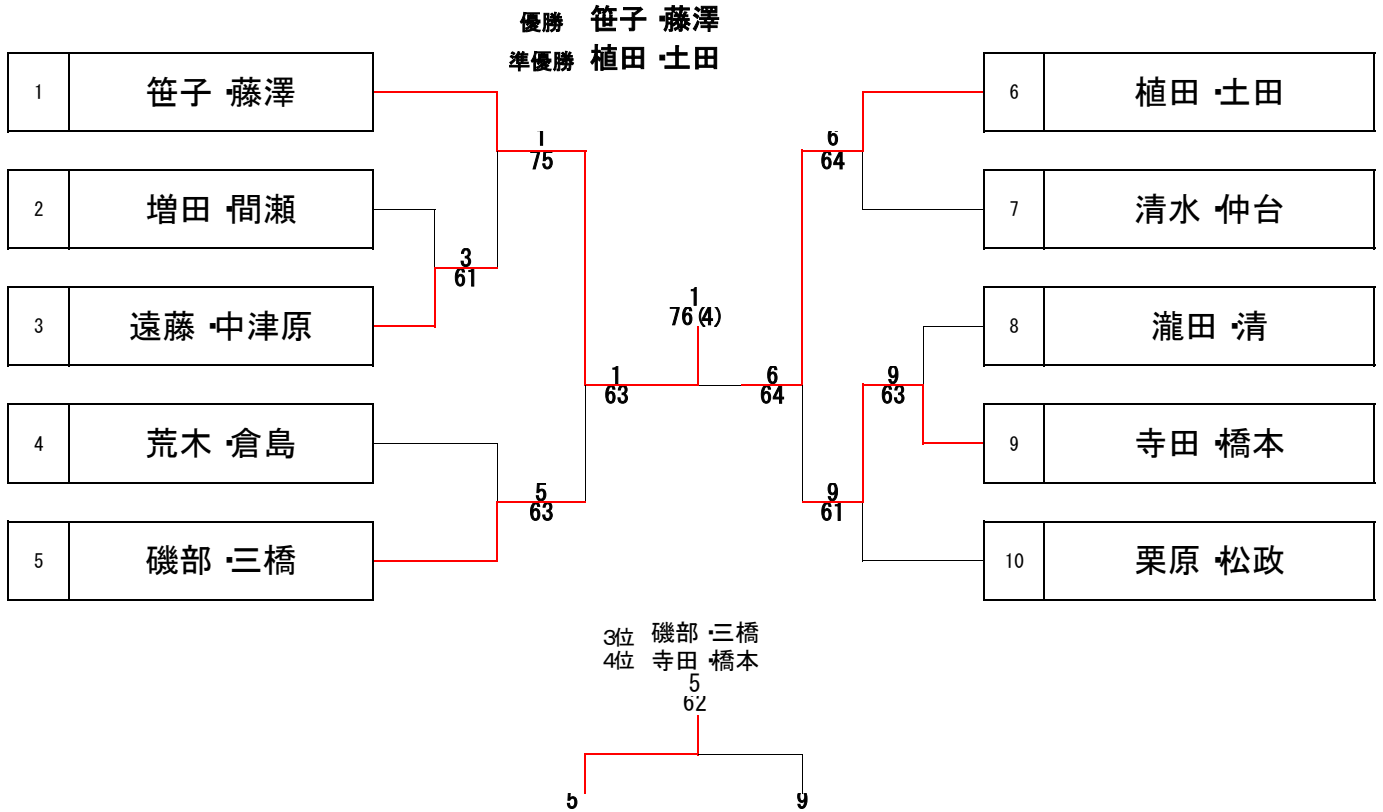 優勝 笹子・藤澤
準優勝 植田・土田
1 笹子・藤澤
6 植田・土田
1
75
6
64
2 増田・間瀬
7 清水・仲台
3
61
1
76(4)
3 遠藤・中津原
8 瀧田・清
1
63
6
64
9
63
4 荒木・倉島
9 寺田・橋本
5
63
9
61
5 磯部・三橋
10 栗原・松政
3位 磯部・三橋
4位 寺田・橋本
5
62
5 9